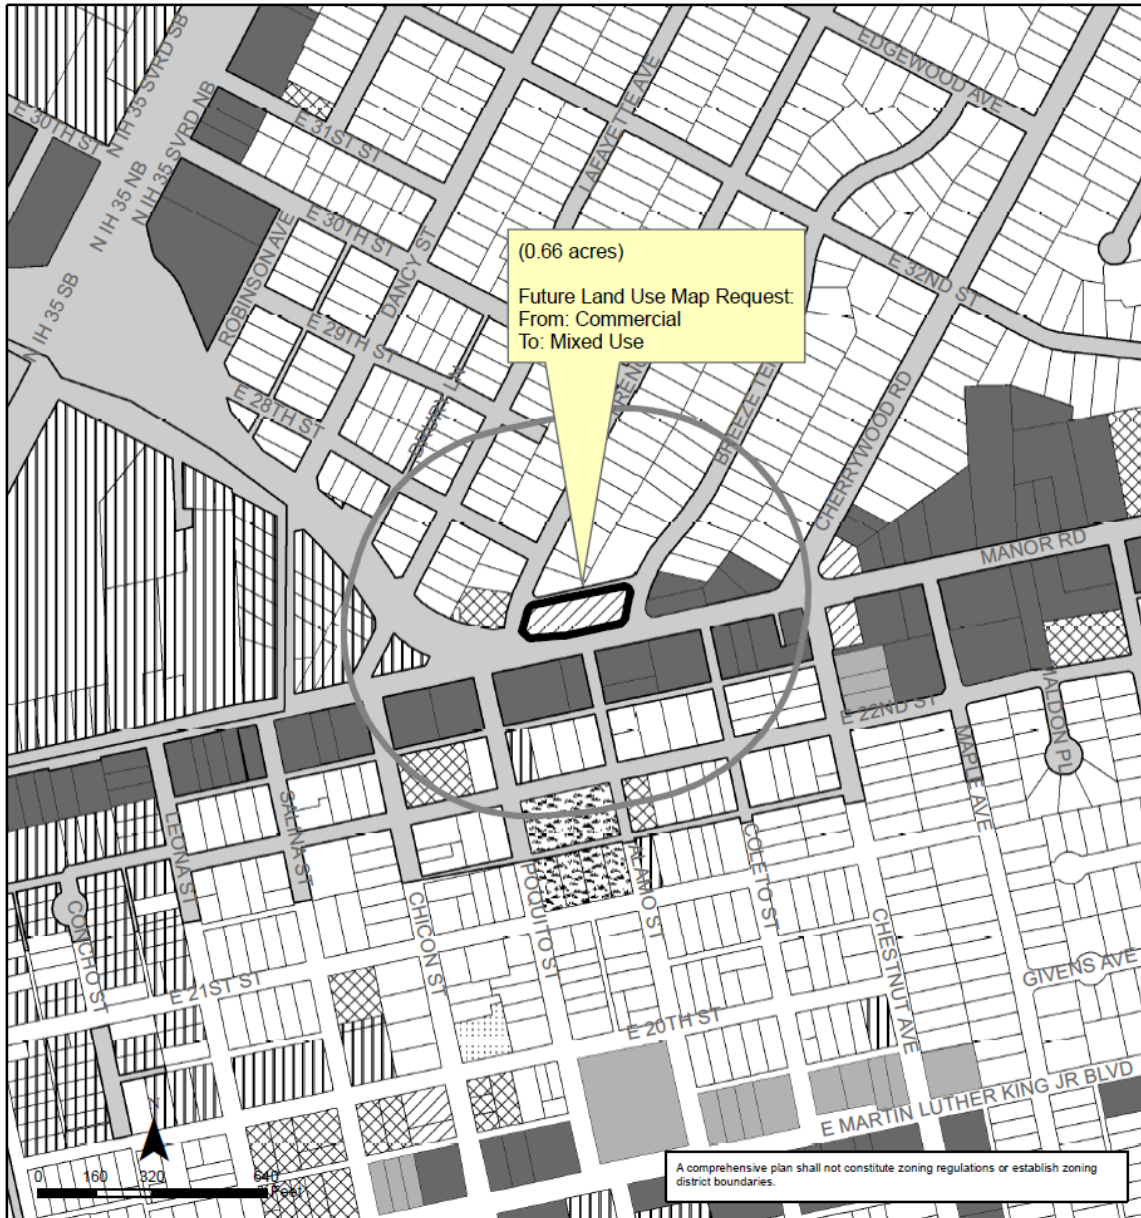 N IH 35 SVRD SB
EDGEWOOD AVE
E 30TH ST
N IH 35 SVRD NB
E 31ST ST
LAFAYETTE AVE
N IH 35 NB
E 30TH ST
ROBINSON AVE
DANCY ST
(0.66 acres)
Future Land Use Map Request:
From: Commercial
To: Mixed Use
E 32ND ST
N IH 35 SB
E 29TH ST
E 28TH ST
BREEZE TE
CHERRYWOOD RD
MANOR RD
E 22ND ST
MALDON PL
MAPLE AVE
LEONA ST
SALINA ST
CHICON ST
POQUITO ST
ALAMO ST
COLETO ST
CHESTNUT AVE
CONCHO ST
E 21ST ST
GIVENS AVE
E 20TH ST
E MARTIN LUTHER KING JR BLVD
N
0 160 320 640
Feet
A comprehensive plan shall not constitute zoning regulations or establish zoning
district boundaries.